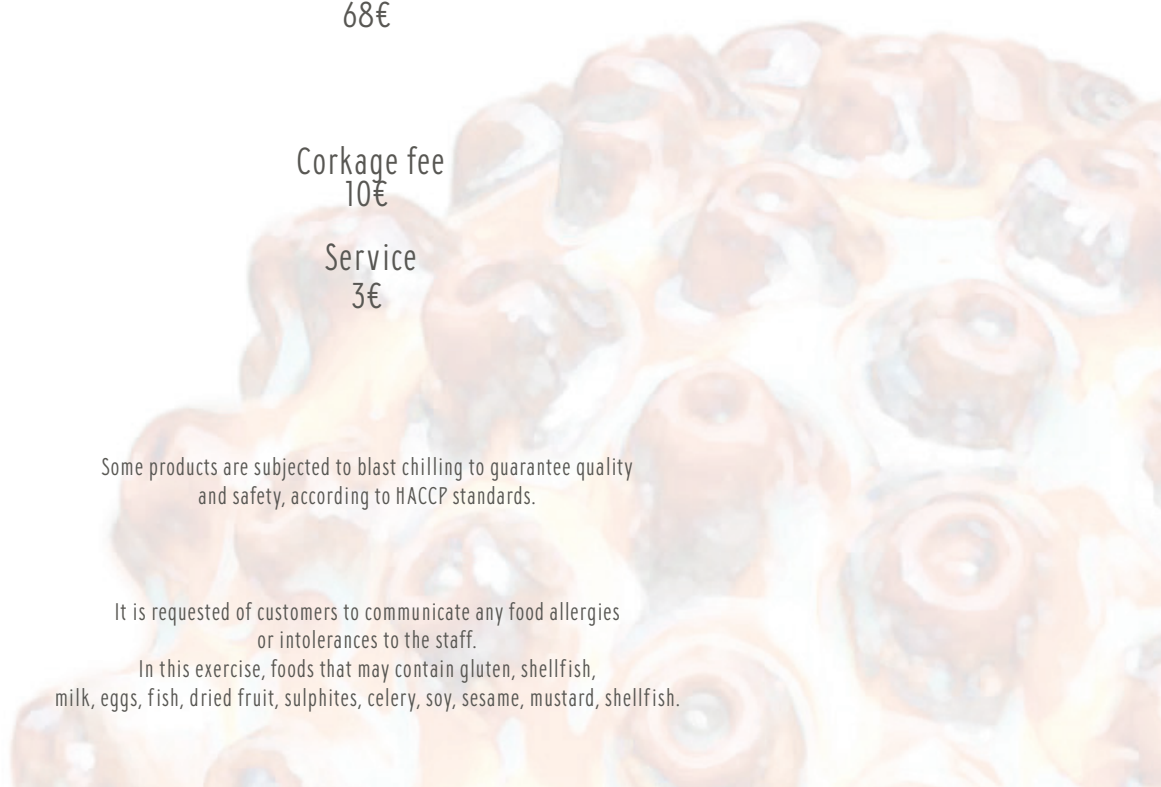 68€
Corkage fee
10€
Service
3€
Some products are subjected to blast chilling to guarantee quality
and safety, according to HACCP standards.
It is requested of customers to communicate any food allergies
or intolerances to the staff.
In this exercise, foods that may contain gluten, shellfish,
milk, eggs, fish, dried fruit, sulphites, celery, soy, sesame, mustard, shellfish.